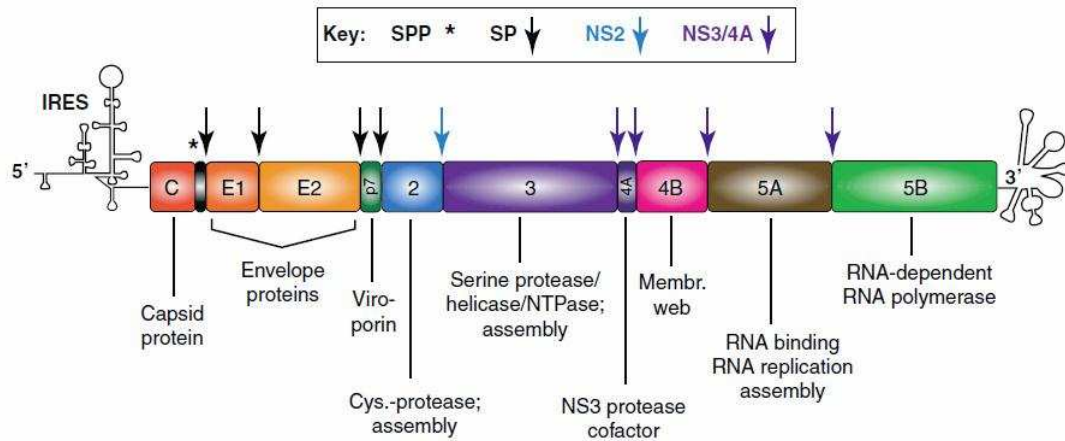 Key: SPP * SP NS2 NS3/4A
IRES
*
5’
C E1 E2 p7 2 3 4A 4B 5A 5B
3’
Capsid
protein
Envelope
proteins
Viro-
porin
Cys.-protease;
assembly
Serine protease/
helicase/NTPase;
assembly
NS3 protease
cofactor
Membr.
web
RNA binding
RNA replication
assembly
RNA-dependent
RNA polymerase